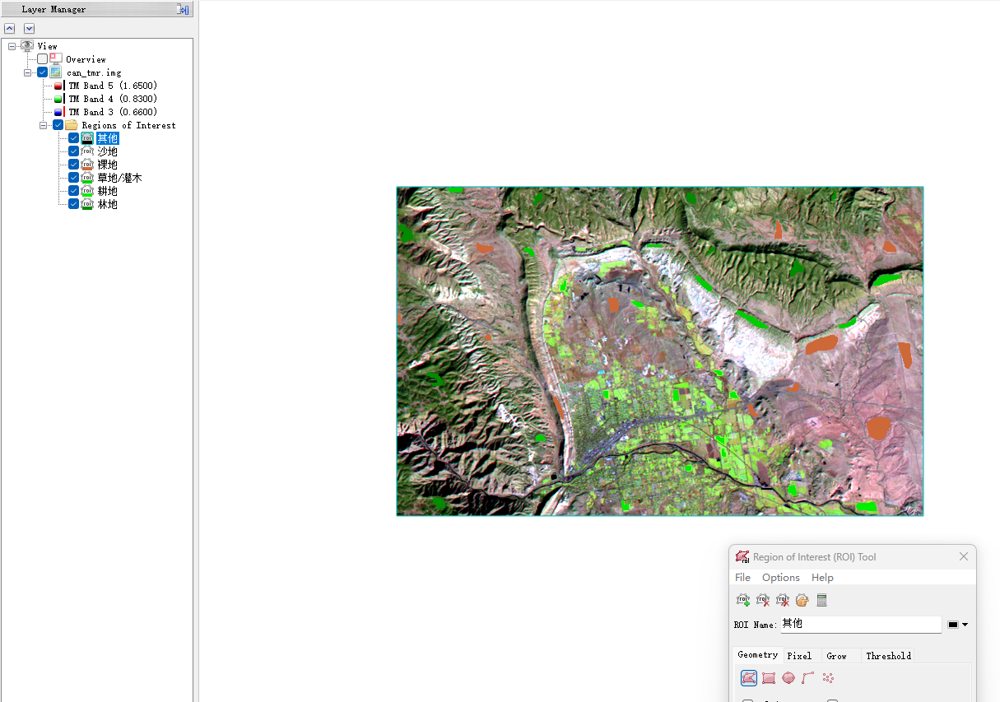 Layer Manager
View
Overview
can_tmr.img
TM Band 5 (1.6500)
TM Band 4 (0.8300)
TM Band 3 (0.6600)
Regions of Interest
其他
沙地
裸地
草地/灌木
耕地
林地
Region of Interest (ROI) Tool
File Options Help
ROI Name: 其他
Geometry Pixel Grow Threshold